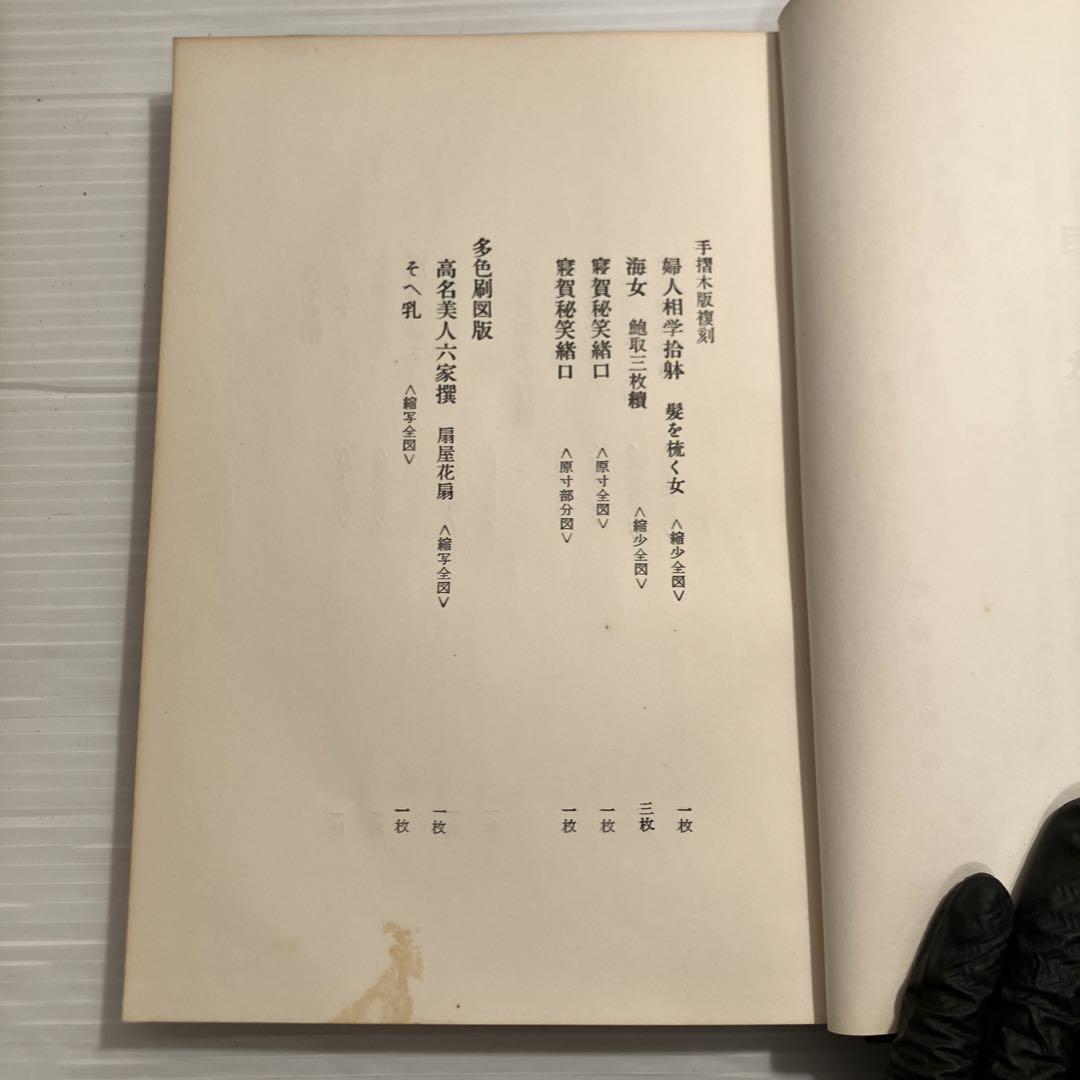 手摺木版複刻
婦人相学拾躰 髪を梳く女 <縮少全図> 一枚
海女 鮑取三枚續 <縮少全図> 三枚
寝賀秘笑緒口 <原寸全図> 一枚
寝賀秘笑緒口 <原寸部分図> 一枚
多色刷図版
高名美人六家撰 扇屋花扇 <縮写全図> 一枚
そへ乳 <縮写全図> 一枚